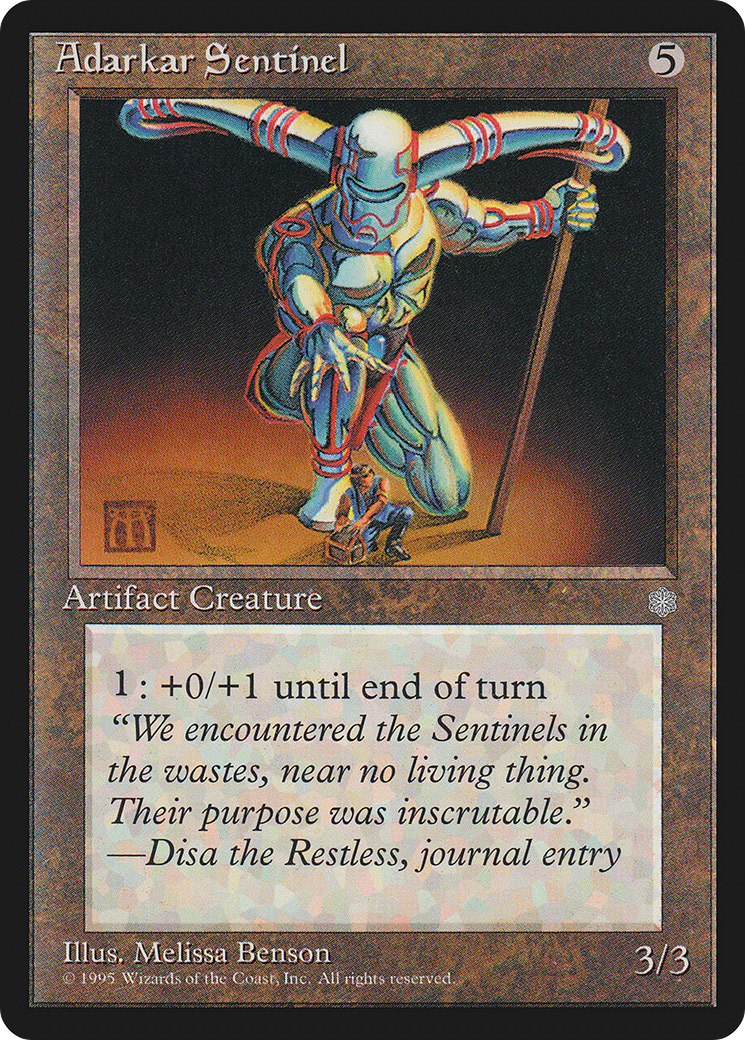 Adarkar Sentinel
5
Artifact Creature
1: +0/+1 until end of turn
“We encountered the Sentinels in
the wastes, near no living thing.
Their purpose was inscrutable.”
—Disa the Restless, journal entry
Illus. Melissa Benson
3/3
© 1995 Wizards of the Coast, Inc. All rights reserved.